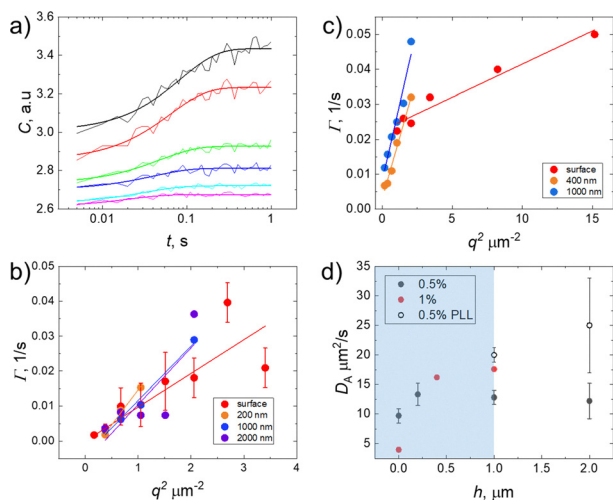 a)
3.6
3.4
3.2
3.0
2.8
2.6
C, a.u
0.01
0.1
1
t, s
c)
0.05
0.04
0.03
0.02
0.01
0.00
Γ, 1/s
0
5
10
15
q² μm⁻²
surface
400 nm
1000 nm
b)
0.05
0.04
0.03
0.02
0.01
0.00
Γ, 1/s
0
1
2
3
4
q² μm⁻²
surface
200 nm
1000 nm
2000 nm
d)
35
30
25
20
15
10
5
D_A μm²/s
0.0
0.5
1.0
1.5
2.0
h, μm
0.5%
1%
0.5% PLL